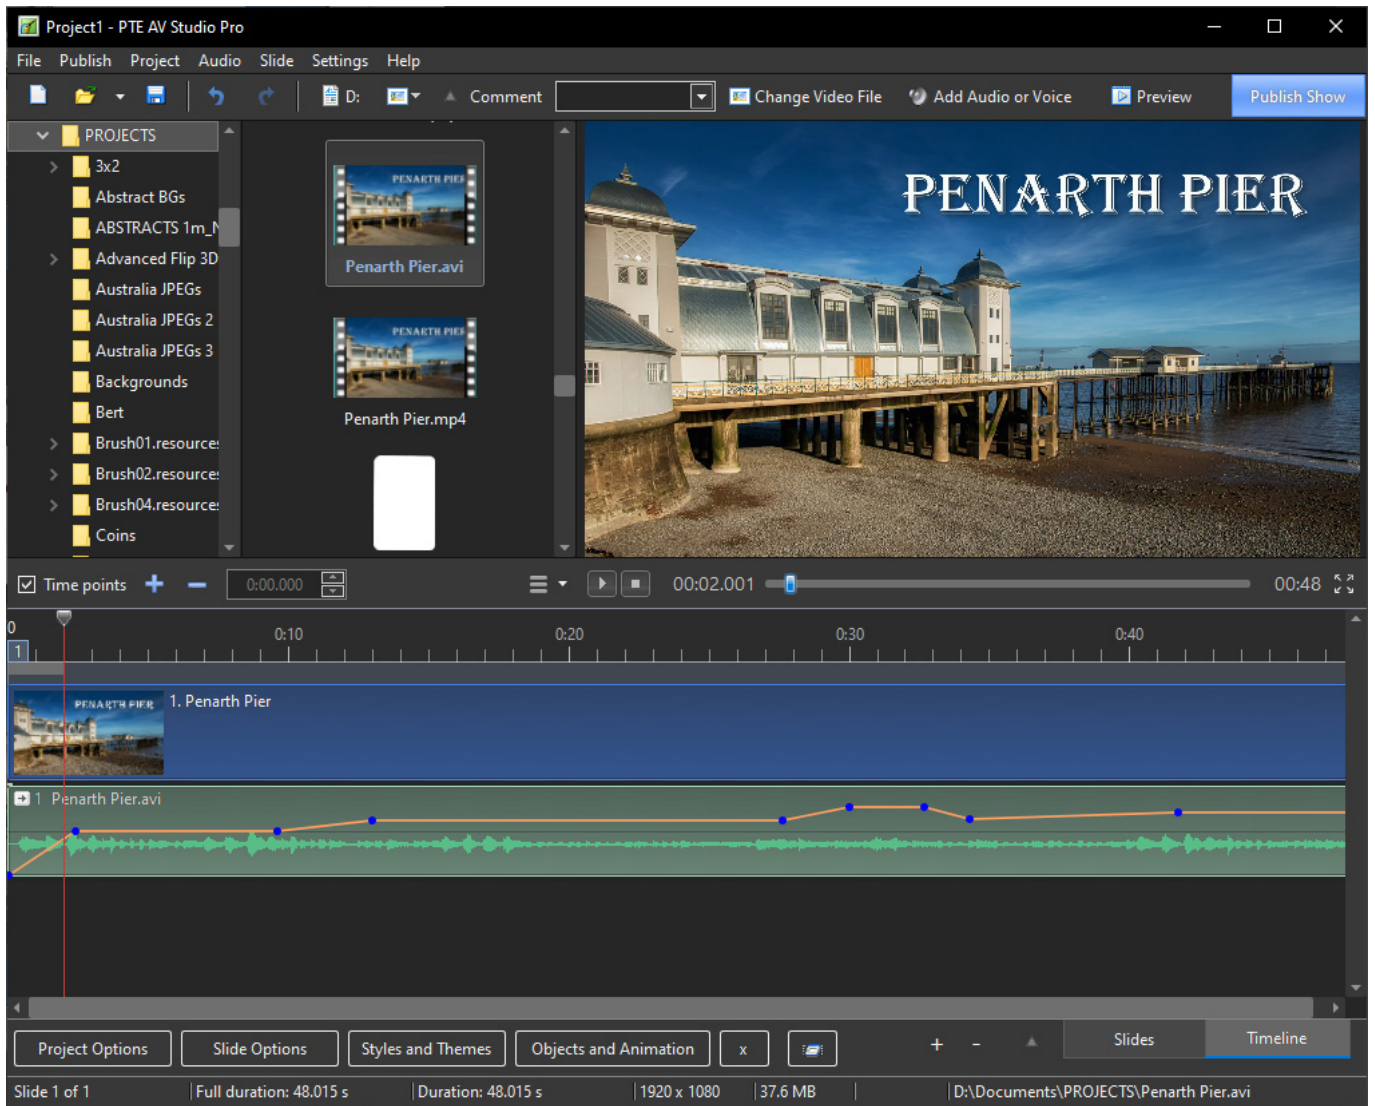 Project1 - PTE AV Studio Pro
File Publish Project Audio Slide Settings Help
D: Comment Change Video File Add Audio or Voice Preview Publish Show
PROJECTS
3x2
Abstract BGs
ABSTRACTS 1m_N
Advanced Flip 3D
Australia JPEGs
Australia JPEGs 2
Australia JPEGs 3
Backgrounds
Bert
Brush01.resources
Brush02.resources
Brush04.resources
Coins
PENARTH PIER
Penarth Pier.avi
PENARTH PIER
Penarth Pier.mp4
PENARTH PIER
Time points 0:00.000 00:02.001 00:48
0 0:10 0:20 0:30 0:40
1
PENARTH PIER 1. Penarth Pier
1 Penarth Pier.avi
Project Options Slide Options Styles and Themes Objects and Animation x + - Slides Timeline
Slide 1 of 1 Full duration: 48.015 s Duration: 48.015 s 1920 x 1080 37.6 MB D:\Documents\PROJECTS\Penarth Pier.avi